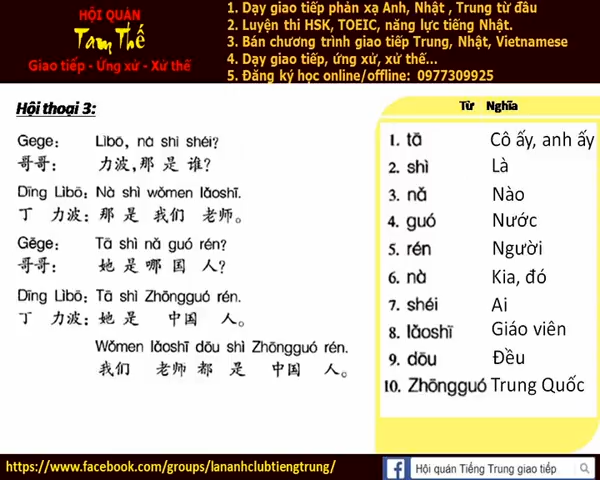 HỘI QUÁN
Tam Thế
Giao tiếp - Ứng xử - Xử thế
1. Dạy giao tiếp phản xạ Anh, Nhật , Trung từ đầu
2. Luyện thi HSK, TOEIC, năng lực tiếng Nhật.
3. Bán chương trình giao tiếp Trung, Nhật, Vietnamese
4. Dạy giao tiếp, ứng xử, xử thế...
5. Đăng ký học online/offline: 0977309925
Hội thoại 3:
Gege: Lìbō, nà shì shéi?
哥哥: 力波,那 是 谁?
Dīng Lìbō: Nà shì wǒmen lǎoshī.
丁 力波: 那 是 我们 老师。
Gēge: Tā shì nǎ guó rén?
哥哥: 她 是 哪 国 人?
Dīng Lìbō: Tā shì Zhōngguó rén.
丁 力波: 她 是 中国 人。
Wǒmen lǎoshī dōu shì Zhōngguó rén.
我们 老师 都 是 中国 人。
Từ Nghĩa
1. tā Cô ấy, anh ấy
2. shì Là
3. nǎ Nào
4. guó Nước
5. rén Người
6. nà Kia, đó
7. shéi Ai
8. lǎoshī Giáo viên
9. dōu Đều
10. Zhōngguó Trung Quốc
https://www.facebook.com/groups/lananhclubtiengtrung/
f Hội quán Tiếng Trung giao tiếp